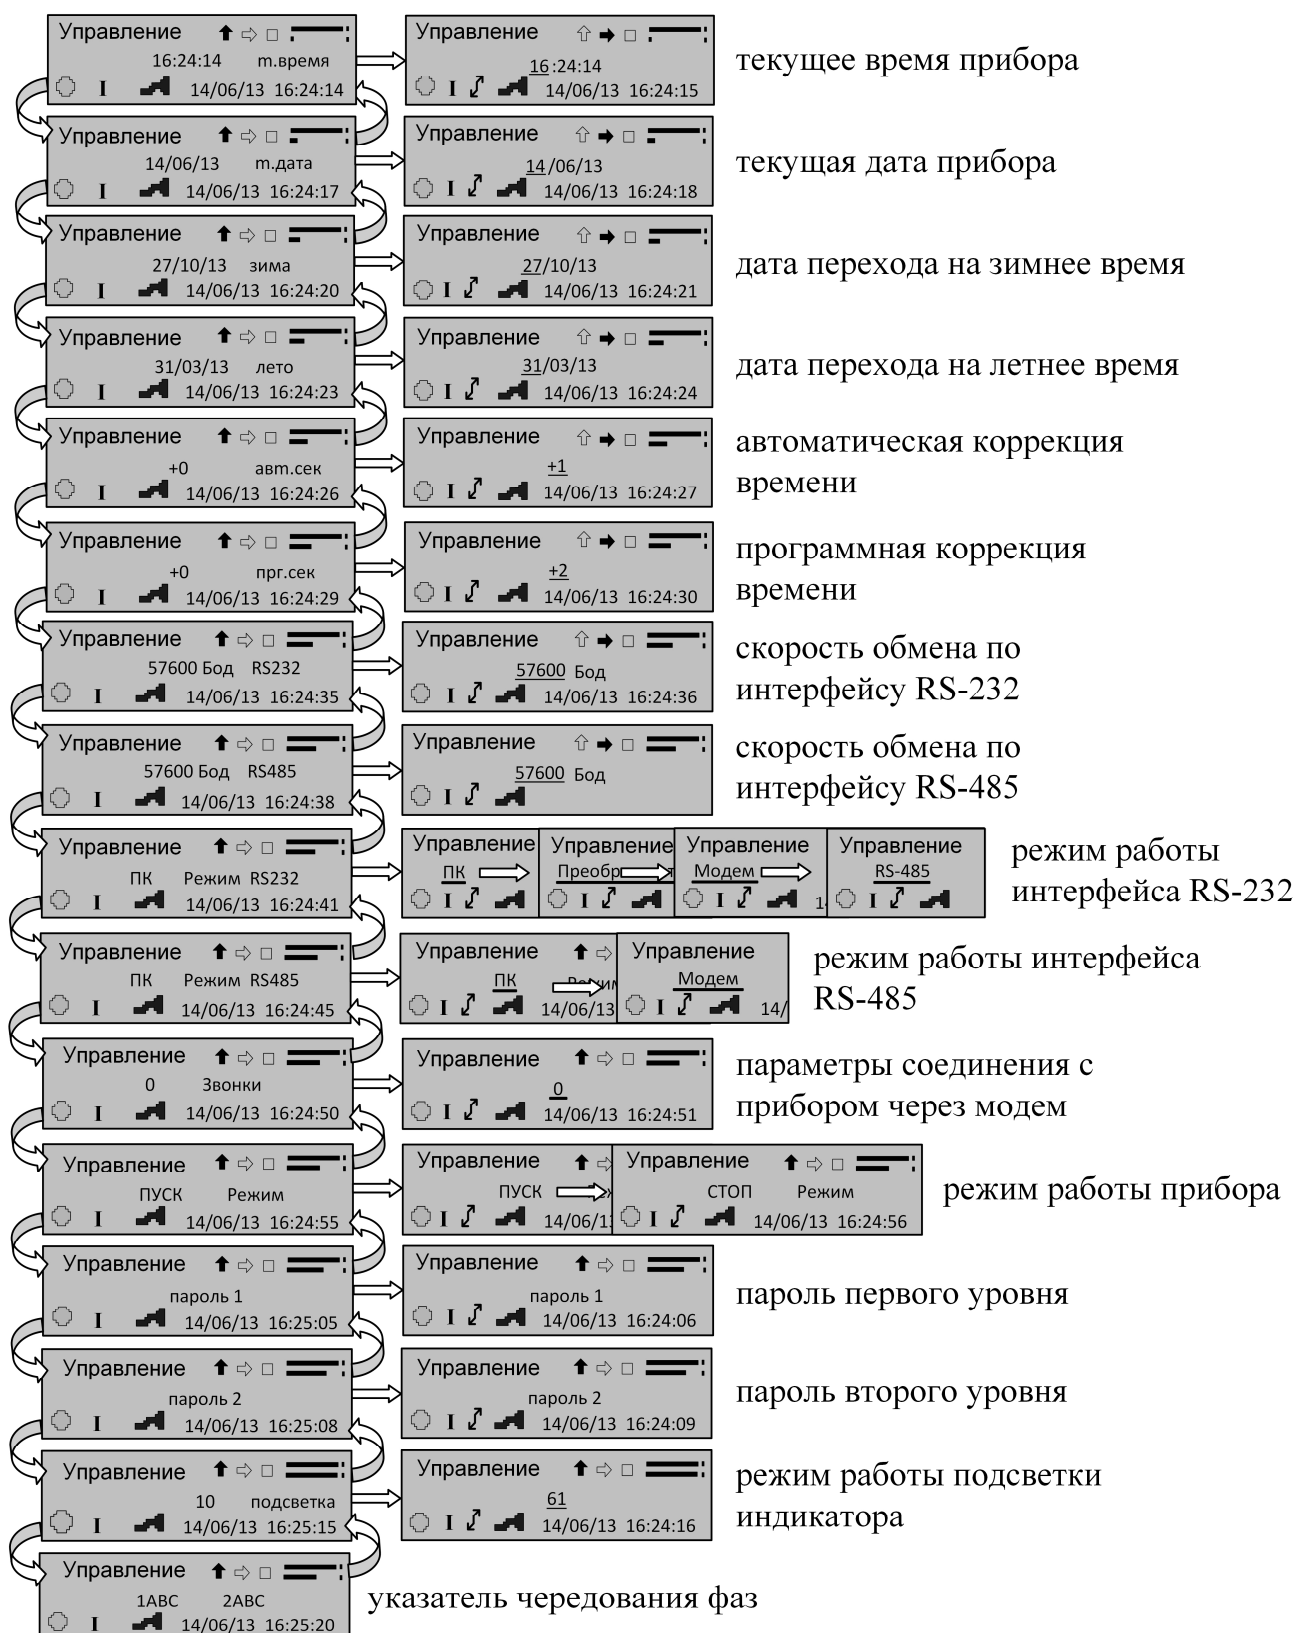 Управление
16:24:14 т.время
I 14/06/13 16:24:14
Управление
16:24:14
I 14/06/13 16:24:15
текущее время прибора
Управление
14/06/13 т.дата
I 14/06/13 16:24:17
Управление
14/06/13
I 14/06/13 16:24:18
текущая дата прибора
Управление
27/10/13 зима
I 14/06/13 16:24:20
Управление
27/10/13
I 14/06/13 16:24:21
дата перехода на зимнее время
Управление
31/03/13 лето
I 14/06/13 16:24:23
Управление
31/03/13
I 14/06/13 16:24:24
дата перехода на летнее время
Управление
+0 авт.сек
I 14/06/13 16:24:26
Управление
+1
I 14/06/13 16:24:27
автоматическая коррекция
времени
Управление
+0 прг.сек
I 14/06/13 16:24:29
Управление
+2
I 14/06/13 16:24:30
программная коррекция
времени
Управление
57600 Бод RS232
I 14/06/13 16:24:35
Управление
57600 Бод
I 14/06/13 16:24:36
скорость обмена по
интерфейсу RS-232
Управление
57600 Бод RS485
I 14/06/13 16:24:38
Управление
57600 Бод
I
скорость обмена по
интерфейсу RS-485
Управление
ПК Режим RS232
I 14/06/13 16:24:41
Управление
ПК
I
Управление
Преобр
I
Управление
Модем
I 1
Управление
RS-485
I
режим работы
интерфейса RS-232
Управление
ПК Режим RS485
I 14/06/13 16:24:45
Управление
ПК
I 14/06/13
Управление
Модем
I 14/
режим работы интерфейса
RS-485
Управление
0 Звонки
I 14/06/13 16:24:50
Управление
0
I 14/06/13 16:24:51
параметры соединения с
прибором через модем
Управление
ПУСК Режим
I 14/06/13 16:24:55
Управление
ПУСК
I 14/06/1
Управление
СТОП Режим
I 14/06/13 16:24:56
режим работы прибора
Управление
пароль 1
I 14/06/13 16:25:05
Управление
пароль 1
I 14/06/13 16:24:06
пароль первого уровня
Управление
пароль 2
I 14/06/13 16:25:08
Управление
пароль 2
I 14/06/13 16:24:09
пароль второго уровня
Управление
10 подсветка
I 14/06/13 16:25:15
Управление
61
I 14/06/13 16:24:16
режим работы подсветки
индикатора
Управление
1ABC 2ABC
I 14/06/13 16:25:20
указатель чередования фаз